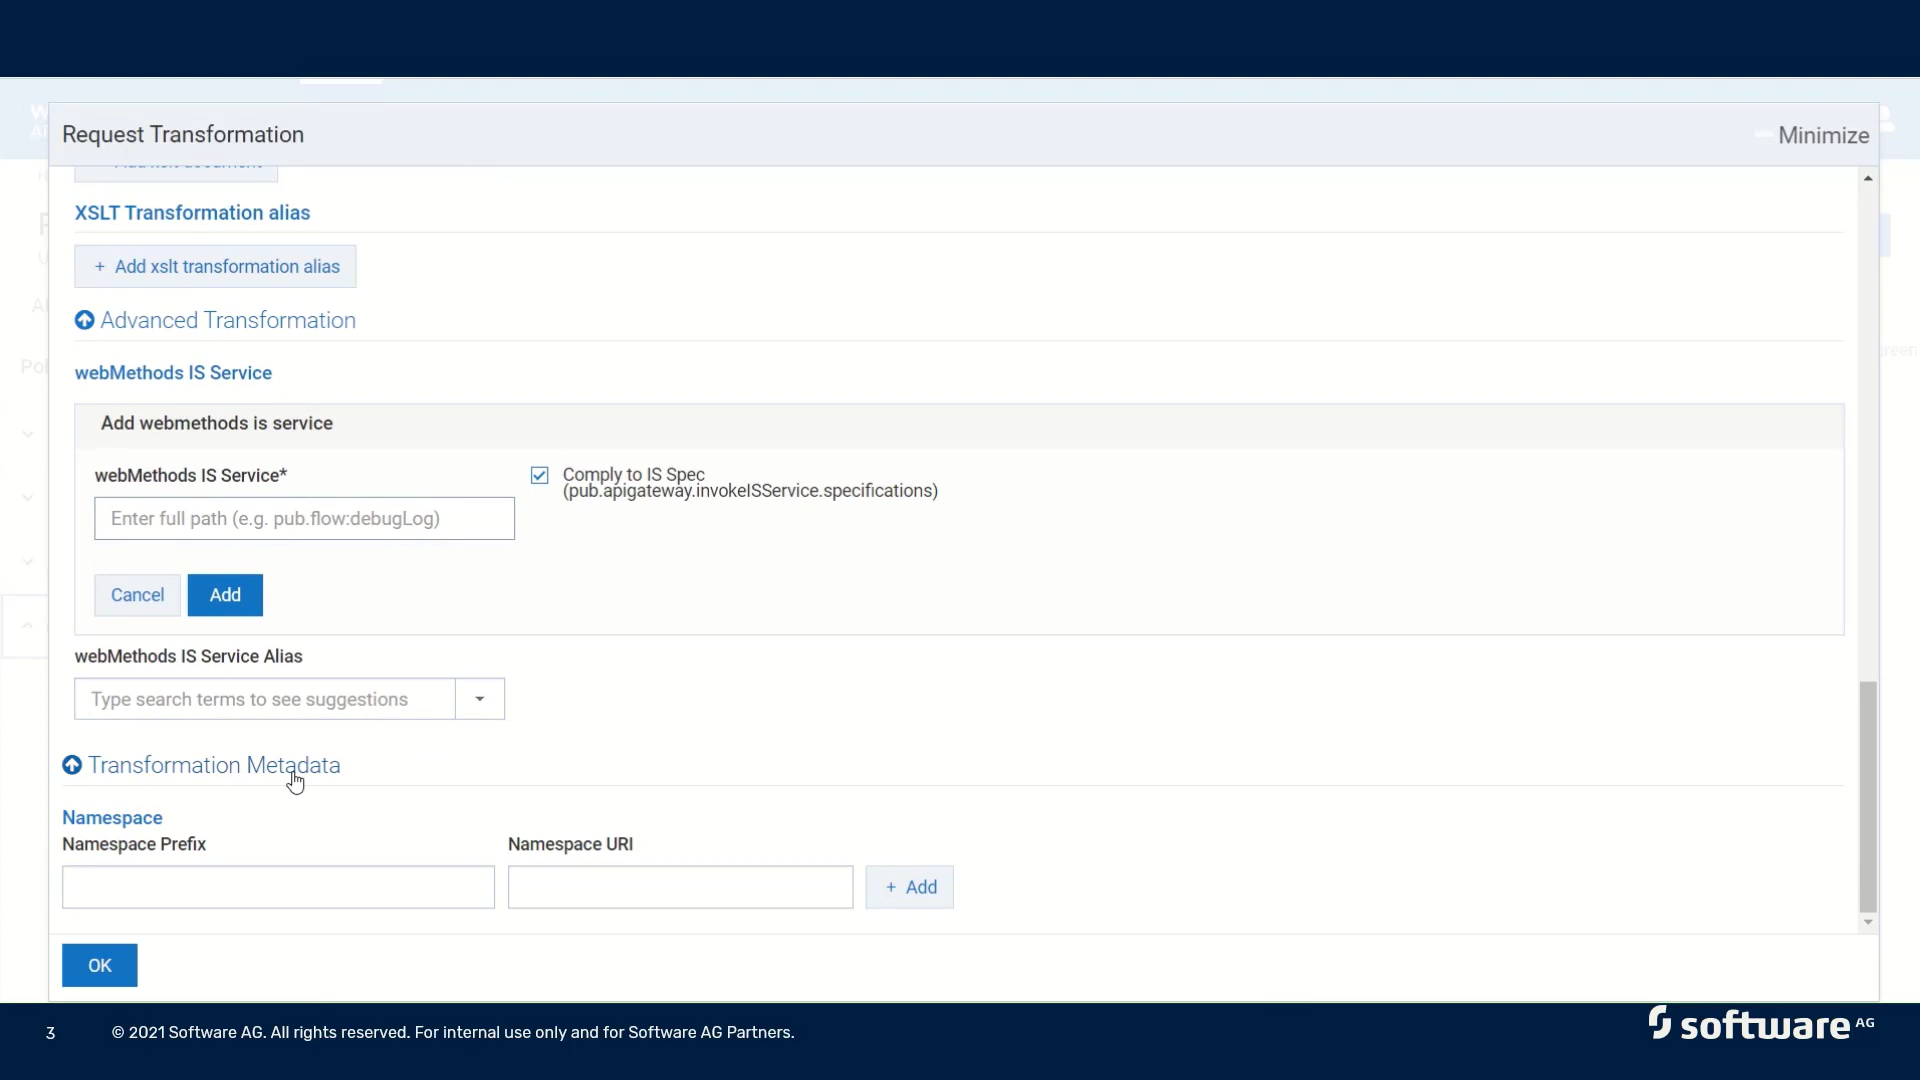 Request Transformation
Minimize
XSLT Transformation alias
+ Add xslt transformation alias
Advanced Transformation
webMethods IS Service
Add webmethods is service
webMethods IS Service*
Comply to IS Spec
(pub.apigateway.invokeISService.specifications)
Enter full path (e.g. pub.flow:debugLog)
Cancel
Add
webMethods IS Service Alias
Type search terms to see suggestions
Transformation Metadata
Namespace
Namespace Prefix
Namespace URI
+ Add
OK
3
© 2021 Software AG. All rights reserved. For internal use only and for Software AG Partners.
software AG